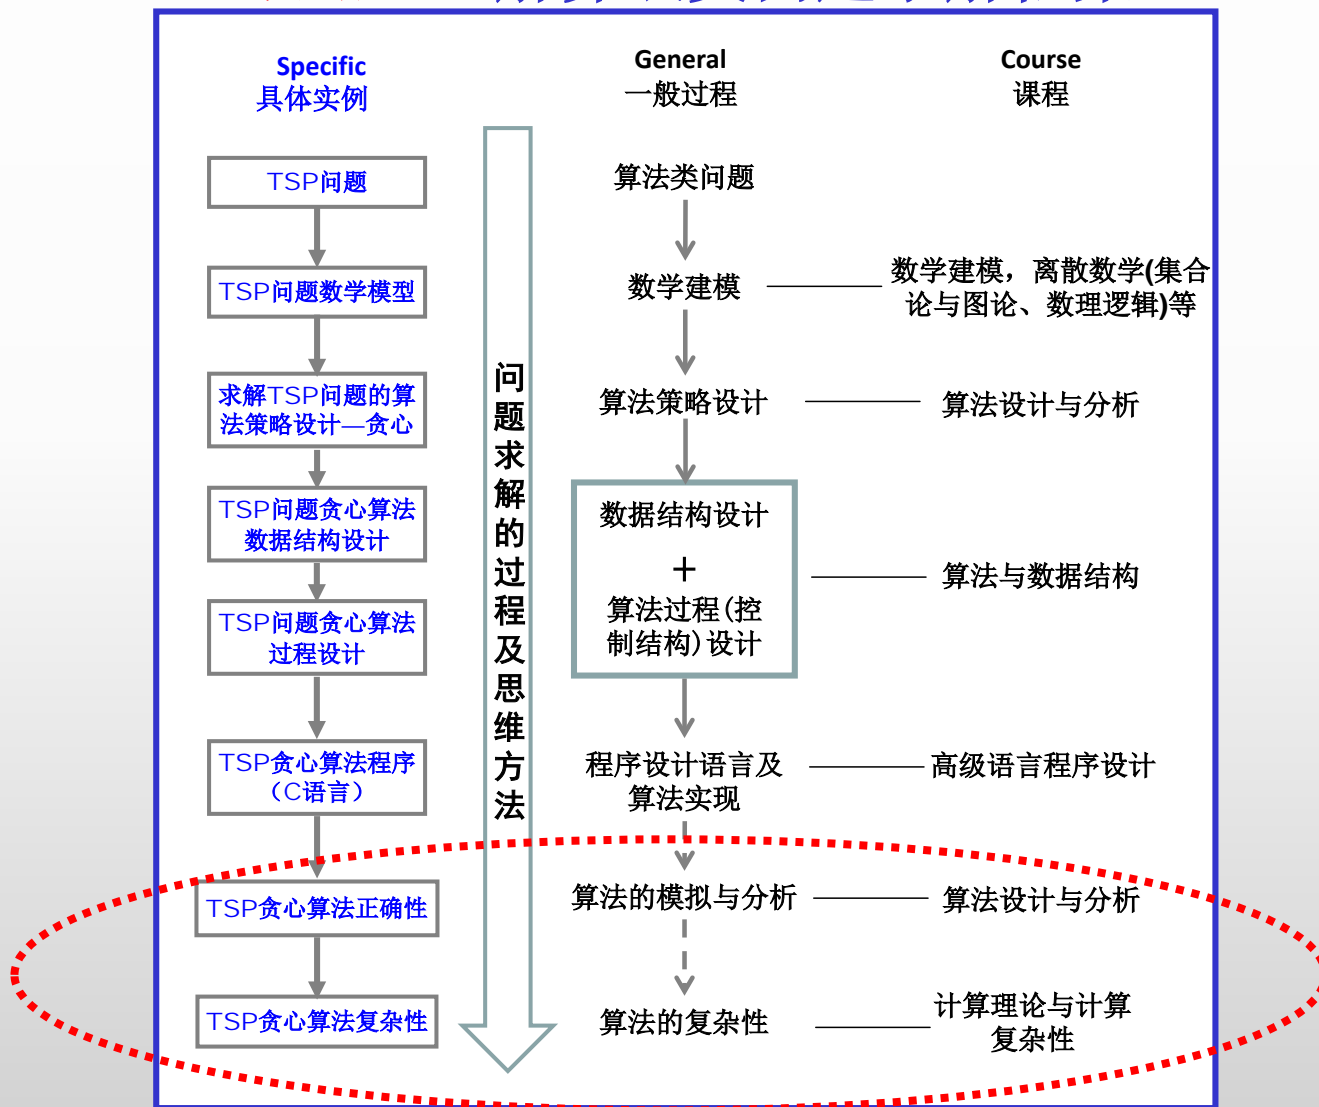 Specific
具体实例
General
一般过程
Course
课程
TSP问题
TSP问题数学模型
求解TSP问题的算
法策略设计—贪心
TSP问题贪心算法
数据结构设计
TSP问题贪心算法
过程设计
TSP贪心算法程序
（C语言）
TSP贪心算法正确性
TSP贪心算法复杂性
问题求解的过程及思维方法
算法类问题
数学建模
算法策略设计
数据结构设计
+
算法过程(控
制结构)设计
程序设计语言及
算法实现
算法的模拟与分析
算法的复杂性
数学建模，离散数学(集合
论与图论、数理逻辑)等
算法设计与分析
算法与数据结构
高级语言程序设计
算法设计与分析
计算理论与计算
复杂性